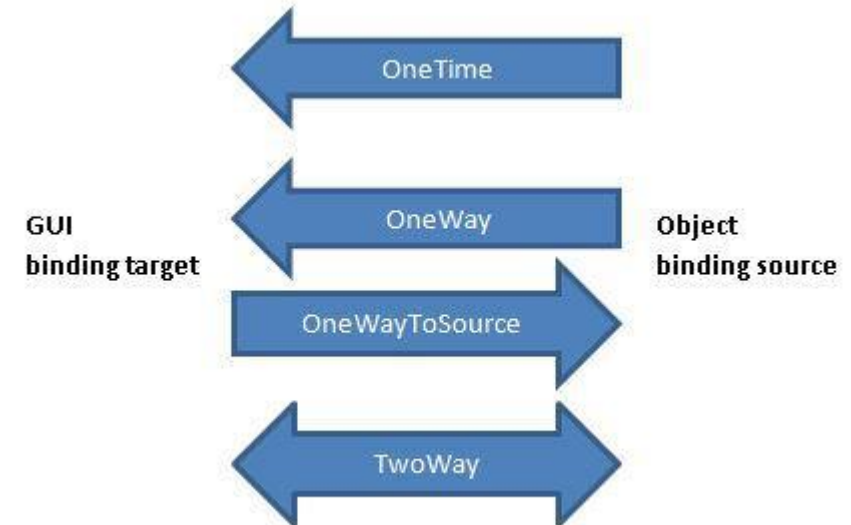 OneTime
OneWay
GUI
binding target
Object
binding source
OneWayToSource
TwoWay